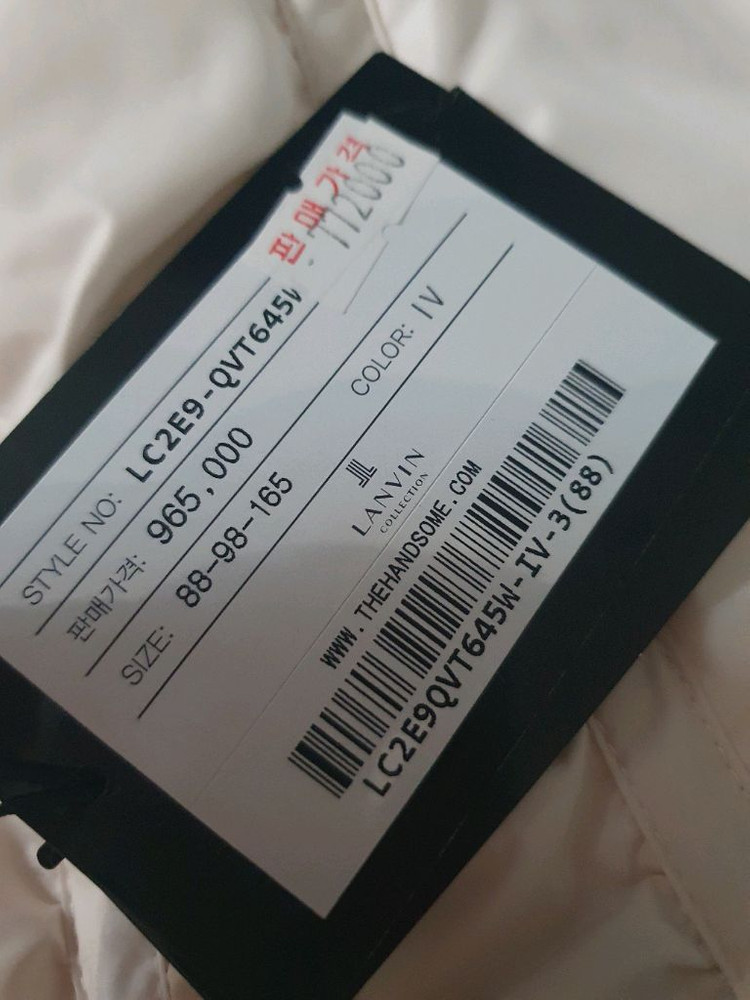 판매가격
772000
STYLE NO: LC2E9-QVT645W
판매가격: 965,000
SIZE: 88-98-165
COLOR: IV
LANVIN
COLLECTION
WWW.THEHANDSOME.COM
LC2E9QVT645W-IV-3(88)